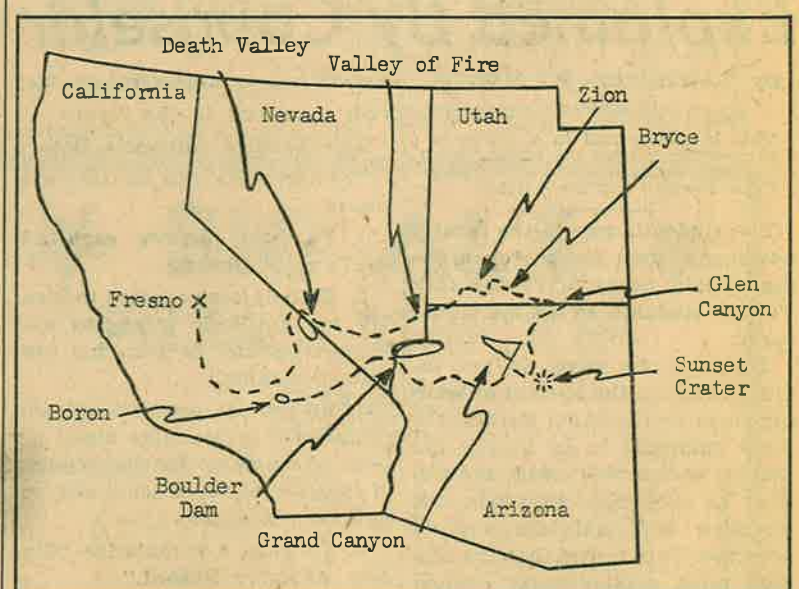 Death Valley
Valley of Fire
California
Nevada
Utah
Zion
Bryce
Fresno
Glen
Canyon
Sunset
Crater
Boron
Boulder
Dam
Grand Canyon
Arizona